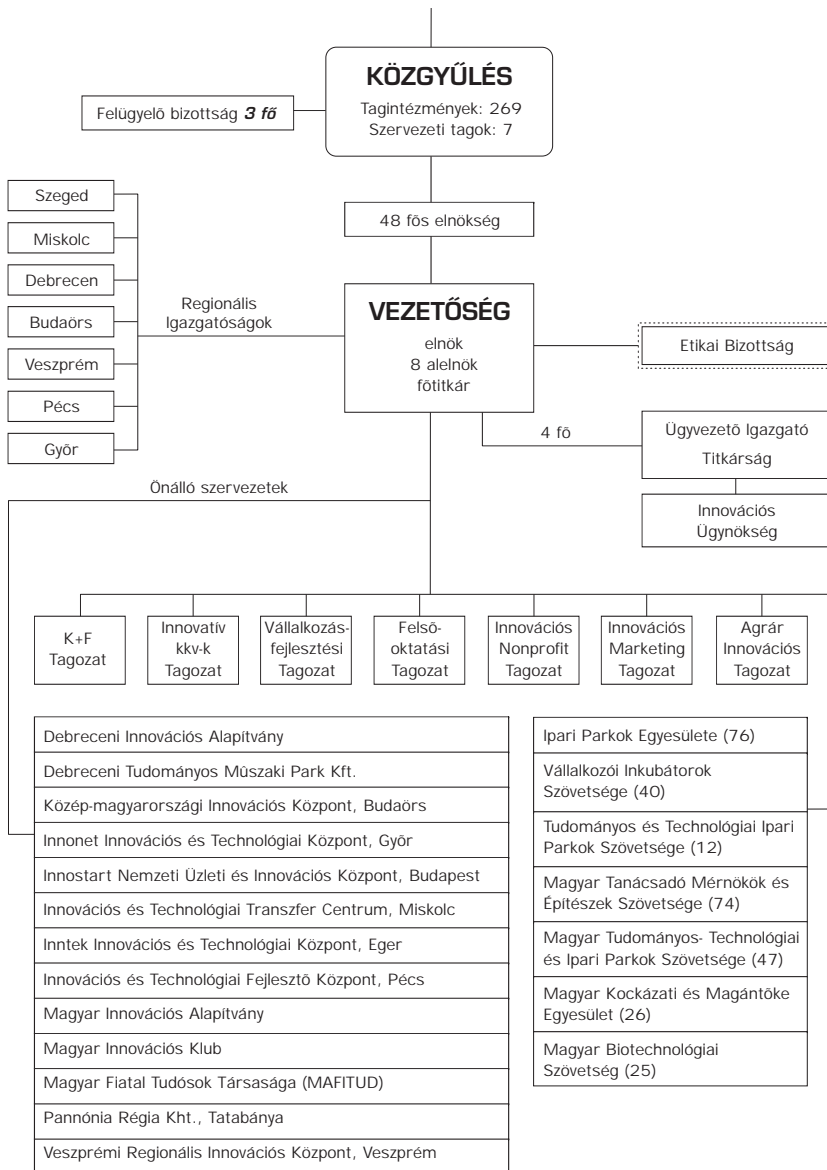 KÖZGYŰLÉS
Tagintézmények: 269
Szervezeti tagok: 7
Felügyelő bizottság 3 fő
48 fős elnökség
Szeged
Miskolc
Debrecen
Budaörs
Veszprém
Pécs
Győr
Regionális
Igazgatóságok
VEZETŐSÉG
elnök
8 alelnök
főtitkár
Etikai Bizottság
4 fő
Ügyvezető Igazgató
Titkárság
Innovációs
Ügynökség
Önálló szervezetek
K+F
Tagozat
Innovatív
kkv-k
Tagozat
Vállalkozás-
fejlesztési
Tagozat
Felső-
oktatási
Tagozat
Innovációs
Nonprofit
Tagozat
Innovációs
Marketing
Tagozat
Agrár
Innovációs
Tagozat
Debreceni Innovációs Alapítvány
Debreceni Tudományos Mûszaki Park Kft.
Közép-magyarországi Innovációs Központ, Budaörs
Innonet Innovációs és Technológiai Központ, Győr
Innostart Nemzeti Üzleti és Innovációs Központ, Budapest
Innovációs és Technológiai Transzfer Centrum, Miskolc
Inntek Innovációs és Technológiai Központ, Eger
Innovációs és Technológiai Fejlesztő Központ, Pécs
Magyar Innovációs Alapítvány
Magyar Innovációs Klub
Magyar Fiatal Tudósok Társasága (MAFITUD)
Pannónia Régia Kht., Tatabánya
Veszprémi Regionális Innovációs Központ, Veszprém
Ipari Parkok Egyesülete (76)
Vállalkozói Inkubátorok
Szövetsége (40)
Tudományos és Technológiai Ipari
Parkok Szövetsége (12)
Magyar Tanácsadó Mérnökök és
Építészek Szövetsége (74)
Magyar Tudományos- Technológiai
és Ipari Parkok Szövetsége (47)
Magyar Kockázati és Magántőke
Egyesület (26)
Magyar Biotechnológiai
Szövetség (25)